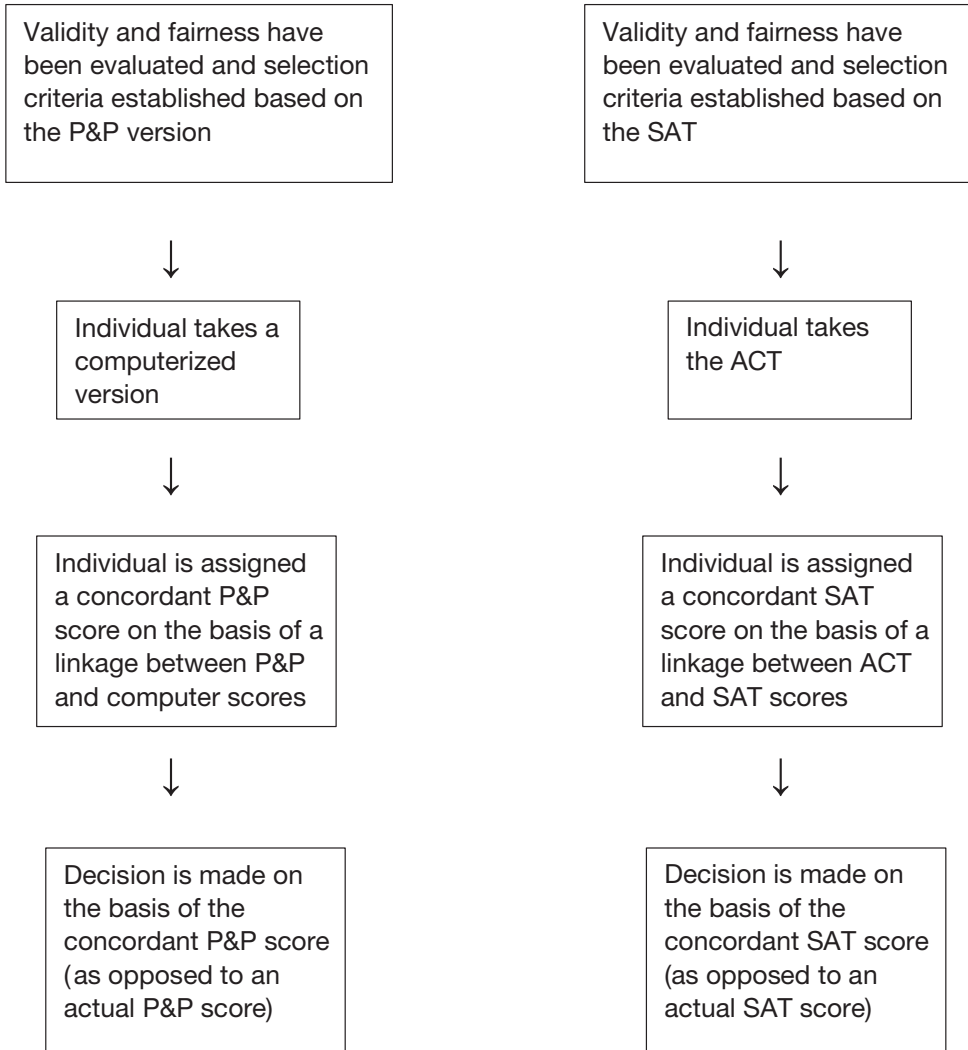 Validity and fairness have
been evaluated and selection
criteria established based on
the P&P version
Individual takes a
computerized
version
Individual is assigned
a concordant P&P
score on the basis of a
linkage between P&P
and computer scores
Decision is made on
the basis of the
concordant P&P score
(as opposed to an
actual P&P score)
Validity and fairness have
been evaluated and selection
criteria established based on
the SAT
Individual takes
the ACT
Individual is assigned
a concordant SAT
score on the basis of a
linkage between ACT
and SAT scores
Decision is made on
the basis of the
concordant SAT score
(as opposed to an
actual SAT score)